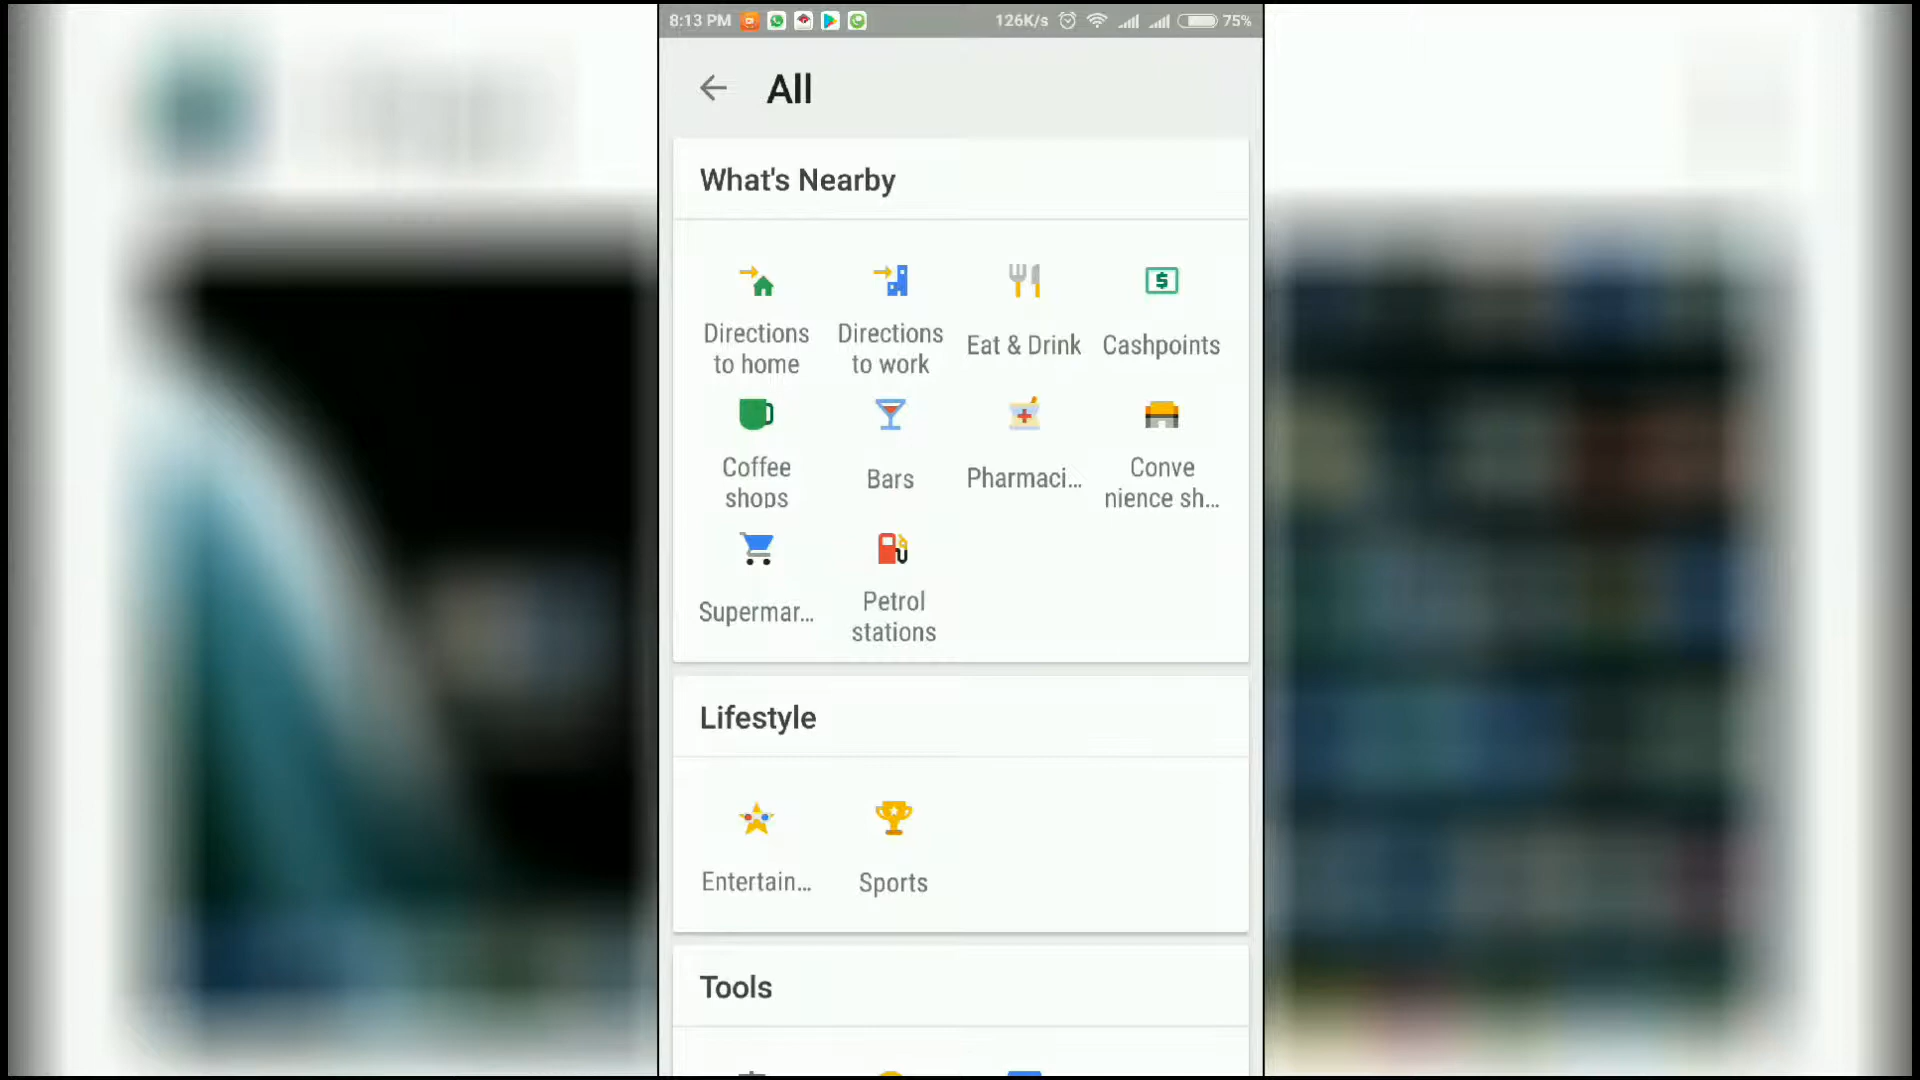 8:13 PM 126K/s 75%
All
What's Nearby
Directions
to home
Directions
to work
Eat & Drink
Cashpoints
Coffee
shops
Bars
Pharmaci...
Conve
nience sh...
Supermar...
Petrol
stations
Lifestyle
Entertain...
Sports
Tools